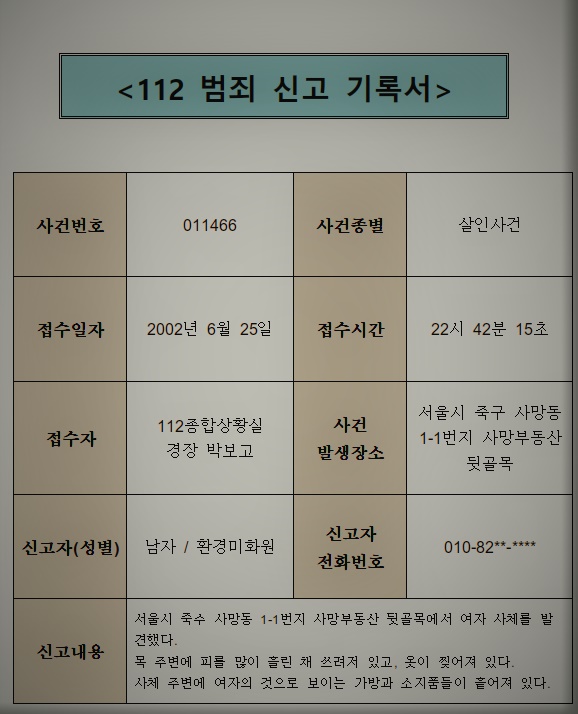 <112 범죄 신고 기록서>
사건번호 011466 사건종별 살인사건
접수일자 2002년 6월 25일 접수시간 22시 42분 15초
접수자
112종합상황실
경장 박보고
사건
발생장소
서울시 죽구 사망동
1-1번지 사망부동산
뒷골목
신고자(성별) 남자 / 환경미화원
신고자
전화번호
010-82**-****
신고내용
서울시 죽수 사망동 1-1번지 사망부동산 뒷골목에서 여자 사체를 발
견했다.
목 주변에 피를 많이 흘린 채 쓰려저 있고, 옷이 찢어져 있다.
사체 주변에 여자의 것으로 보이는 가방과 소지품들이 흩어져 있다.